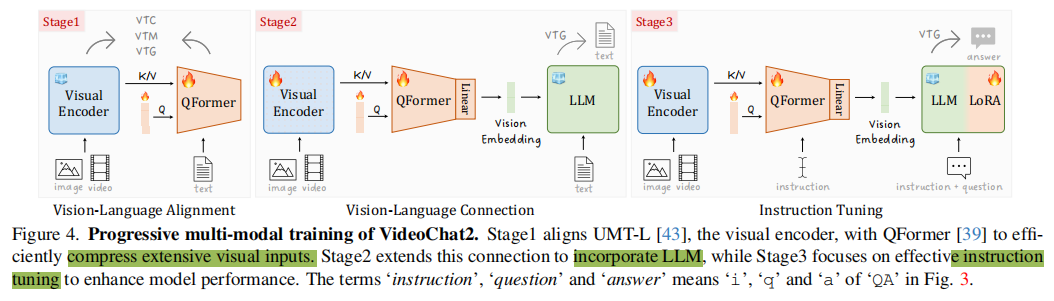 Stage1
VTC
VTM
VTG
Visual
Encoder
K/V
Q
QFormer
image video
text
Vision-Language Alignment
Stage2
Visual
Encoder
K/V
Q
QFormer
Linear
Vision
Embedding
VTG
text
LLM
image video
text
Vision-Language Connection
Stage3
Visual
Encoder
K/V
Q
QFormer
Linear
Vision
Embedding
VTG
answer
LLM LoRA
image video
instruction
instruction + question
Instruction Tuning
Figure 4. Progressive multi-modal training of VideoChat2. Stage1 aligns UMT-L [43], the visual encoder, with QFormer [39] to effi-
ciently compress extensive visual inputs. Stage2 extends this connection to incorporate LLM, while Stage3 focuses on effective instruction
tuning to enhance model performance. The terms ‘instruction’, ‘question’ and ‘answer’ means ‘i’, ‘q’ and ‘a’ of ‘QA’ in Fig. 3.